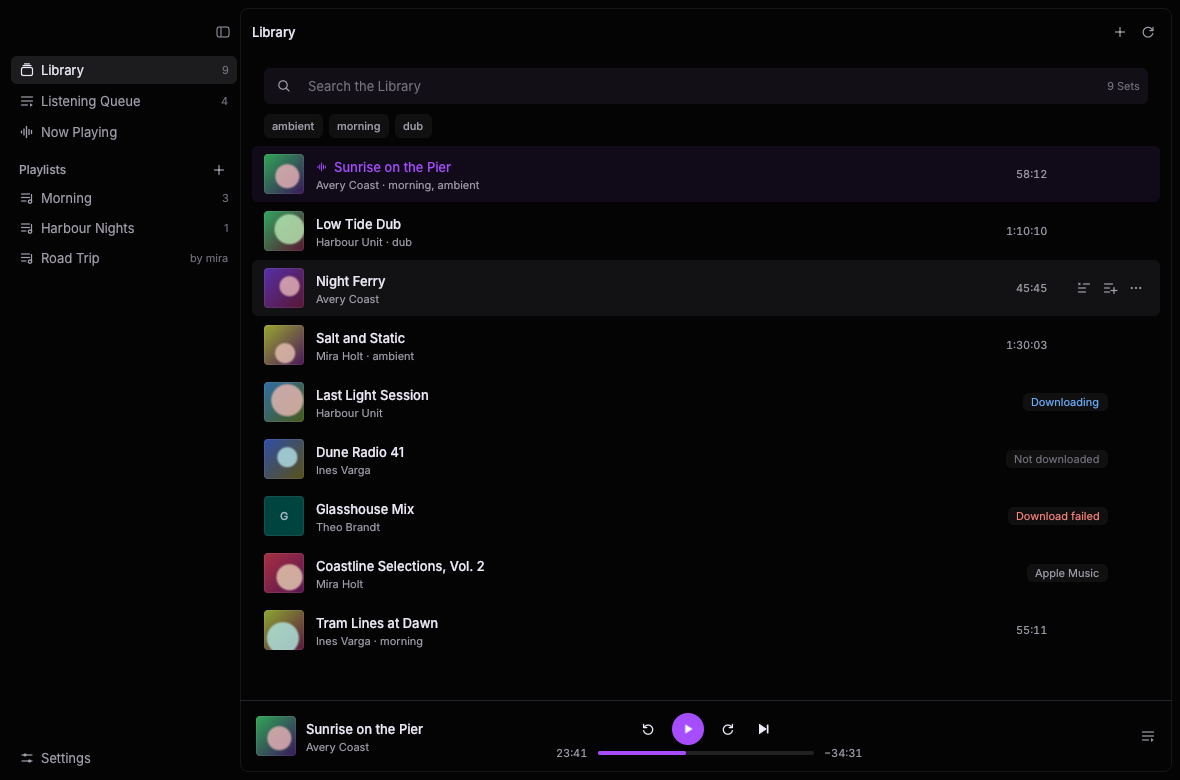 Library
Library 9
Listening Queue 4
Now Playing
Playlists
Morning 3
Harbour Nights 1
Road Trip by mira
Settings
Search the Library 9 Sets
ambient morning dub
Sunrise on the Pier
Avery Coast · morning, ambient
58:12
Low Tide Dub
Harbour Unit · dub
1:10:10
Night Ferry
Avery Coast
45:45
Salt and Static
Mira Holt · ambient
1:30:03
Last Light Session
Harbour Unit
Downloading
Dune Radio 41
Ines Varga
Not downloaded
G
Glasshouse Mix
Theo Brandt
Download failed
Coastline Selections, Vol. 2
Mira Holt
Apple Music
Tram Lines at Dawn
Ines Varga · morning
55:11
Sunrise on the Pier
Avery Coast
23:41 −34:31